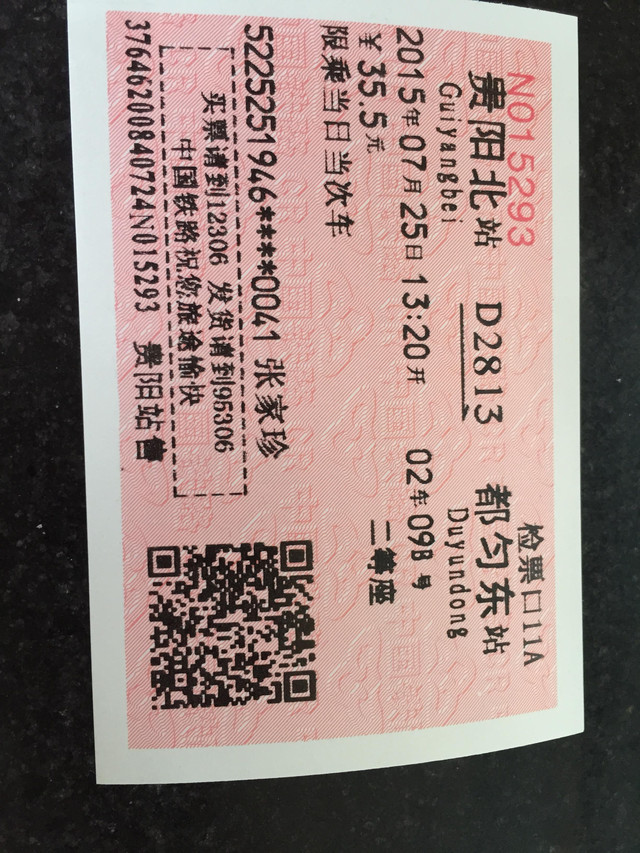 N015293
检票口11A
贵阳北站 D2813 都匀东站
Guiyangbei Duyundong
2015年07月25日13:20开 02车09B号
￥35.5元 二等座
限乘当日当次车
5225251946****0041 张家珍
买票请到12306 发货请到95306
中国铁路祝您旅途愉快
37646200840724N015293 贵阳站售